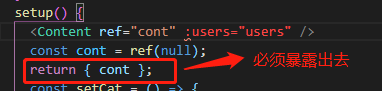 setup() {
<Content ref="cont" :users="users" />
const cont = ref(null);
return { cont }; 必须暴露出去
const setCat = () => {